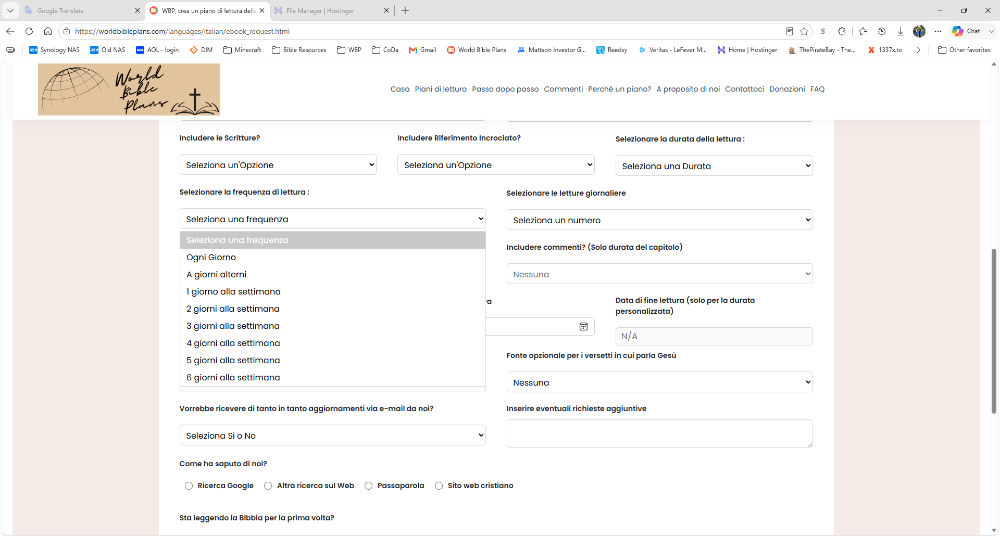 Google Translate
WBP, crea un piano di lettura della
File Manager | Hostinger
https://worldbibleplans.com/languages/italian/ebook_request.html
S
Chat
DSM Synology NAS
DSM Old NAS
AOL AOL - login
DIM
Minecraft
Bible Resources
WBP
CoDa
Gmail
World Bible Plans
Mattson Investor G...
Reedsy
Veritas - LeFever M...
Home | Hostinger
ThePirateBay - The...
1337x.to
Other favorites
World
Bible
Plans
Casa Piani di lettura Passo dopo passo Commenti Perché un piano? A proposito di noi Contattaci Donazioni FAQ
Includere le Scritture?
Seleziona un'Opzione
Includere Riferimento Incrociato?
Seleziona un'Opzione
Selezionare la durata della lettura :
Seleziona una Durata
Selezionare la frequenza di lettura :
Seleziona una frequenza
Seleziona una frequenza
Ogni Giorno
A giorni alterni
1 giorno alla settimana
2 giorni alla settimana
3 giorni alla settimana
4 giorni alla settimana
5 giorni alla settimana
6 giorni alla settimana
Selezionare le letture giornaliere
Seleziona un numero
Includere commenti? (Solo durata del capitolo)
Nessuna
Data di fine lettura (solo per la durata
personalizzata)
N/A
Fonte opzionale per i versetti in cui parla Gesù
Nessuna
Vorrebbe ricevere di tanto in tanto aggiornamenti via e-mail da noi?
Seleziona Sì o No
Inserire eventuali richieste aggiuntive
Come ha saputo di noi?
Ricerca Google
Altra ricerca sul Web
Passaparola
Sito web cristiano
Sta leggendo la Bibbia per la prima volta?